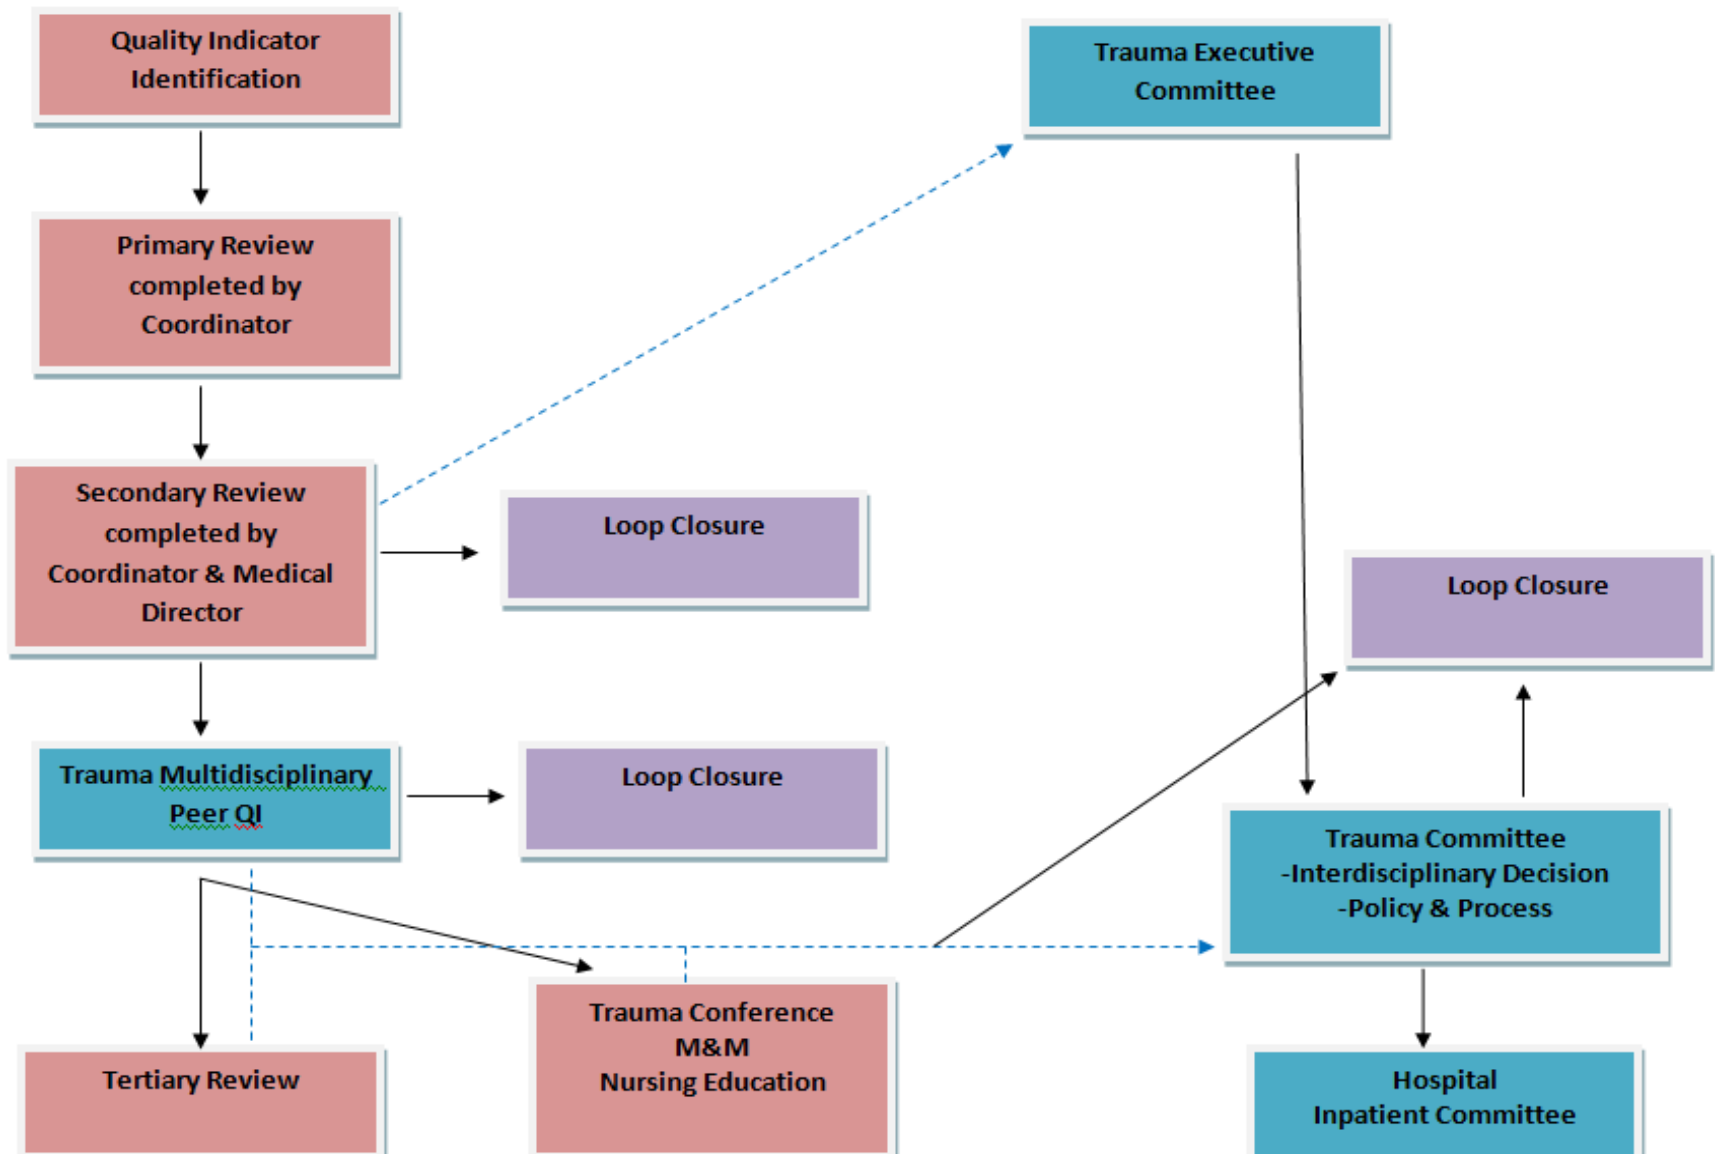 Quality Indicator
Identification
Trauma Executive
Committee
Primary Review
completed by
Coordinator
Secondary Review
completed by
Coordinator & Medical
Director
Loop Closure
Loop Closure
Trauma Multidisciplinary
Peer QI
Loop Closure
Trauma Committee
-Interdisciplinary Decision
-Policy & Process
Tertiary Review
Trauma Conference
M&M
Nursing Education
Hospital
Inpatient Committee